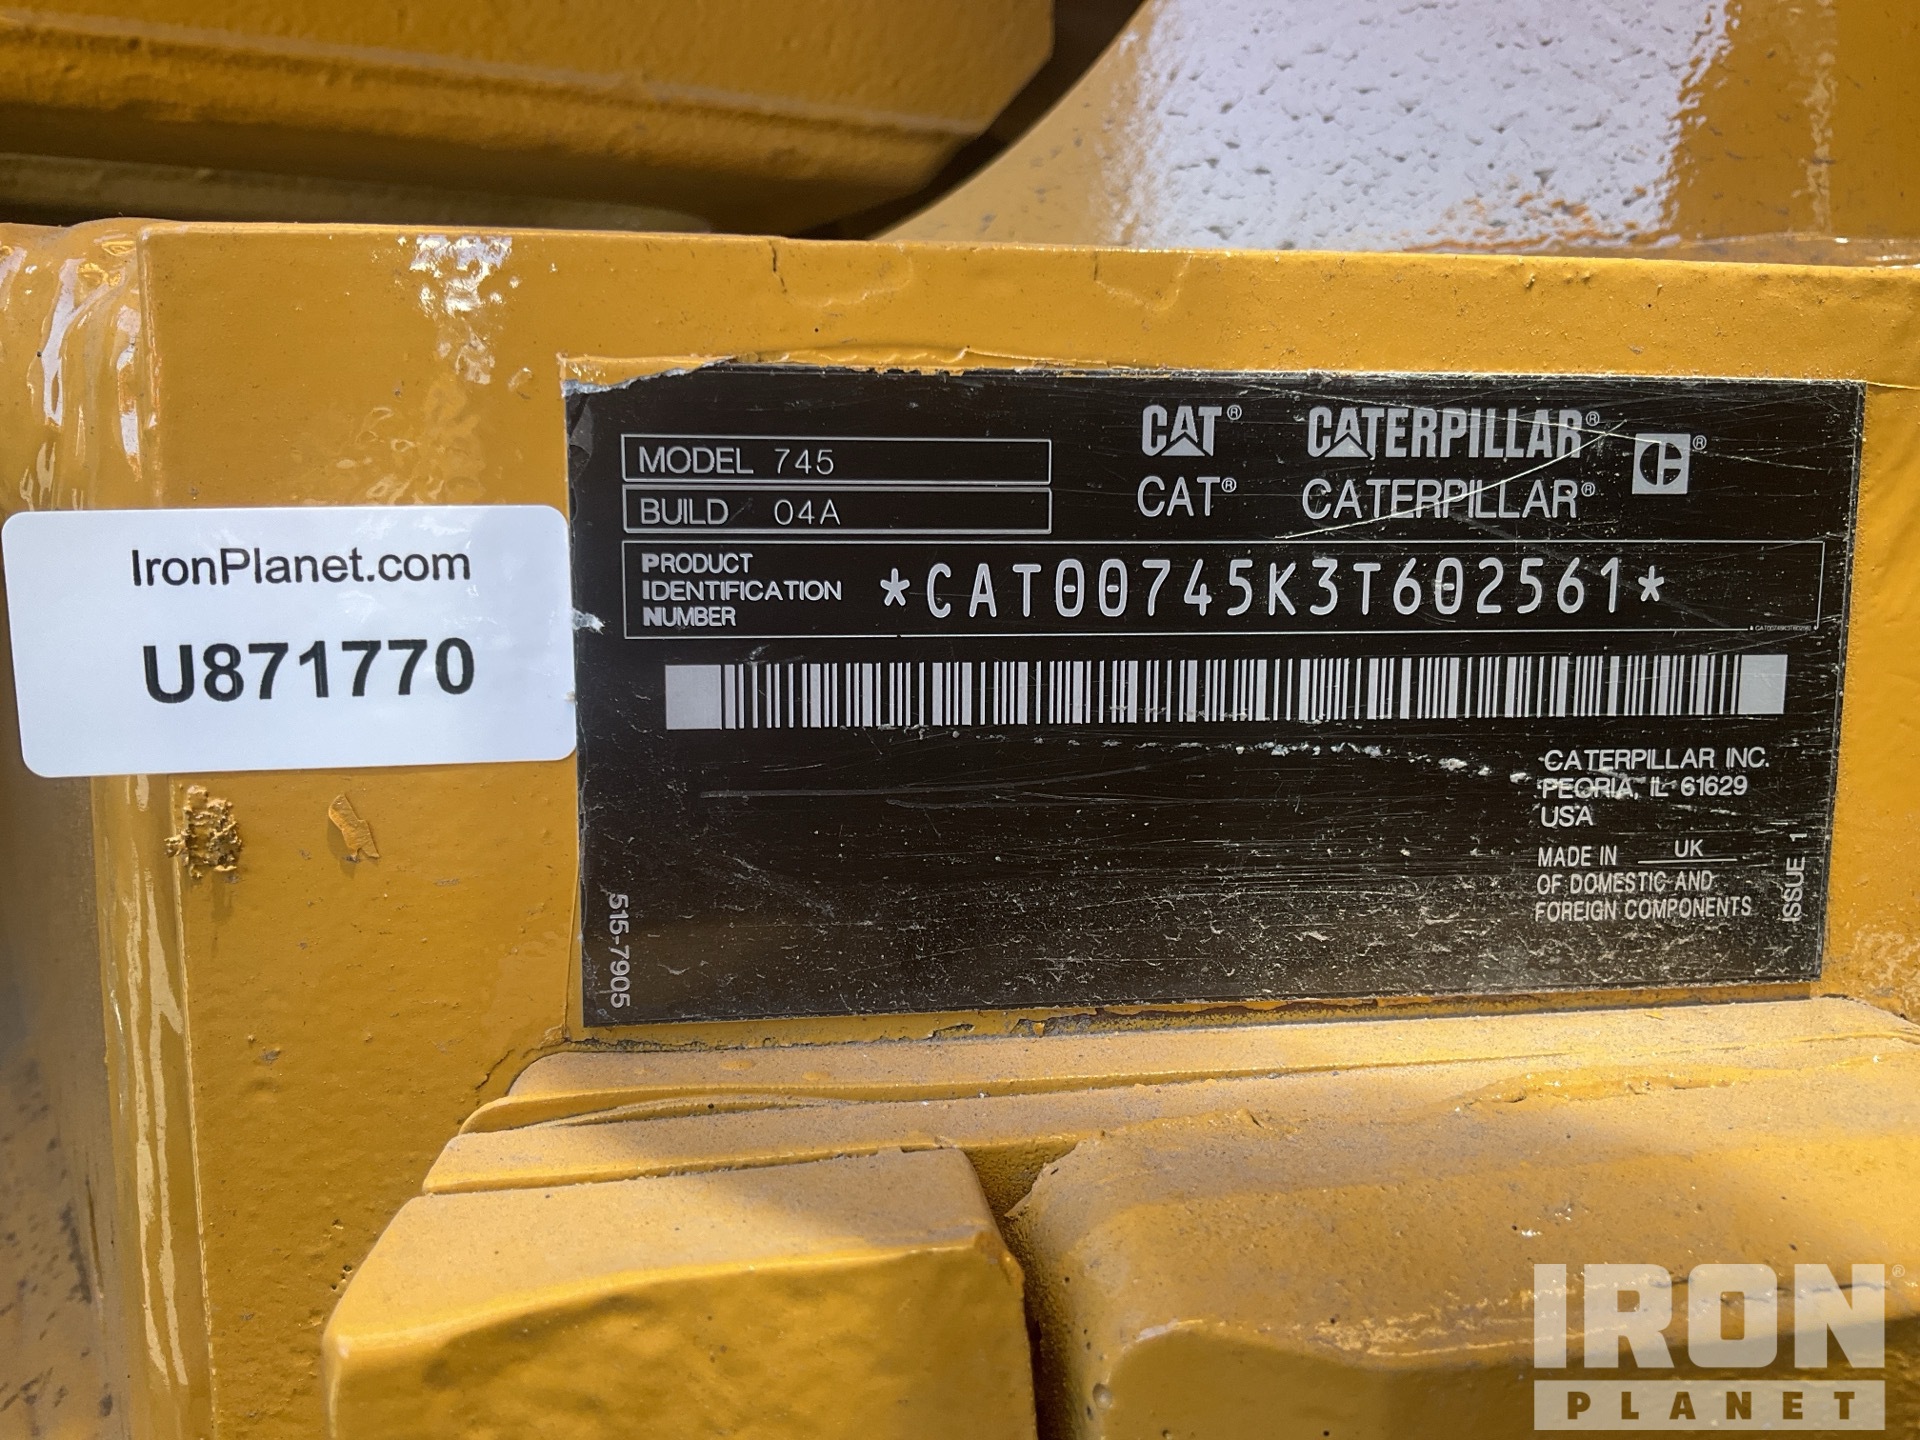 IronPlanet.com
U871770
MODEL 745
BUILD 04A
CAT® CATERPILLAR® C®
CAT® CATERPILLAR®
PRODUCT
IDENTIFICATION
NUMBER
*CAT00745K3T602561*
CATERPILLAR INC.
PEORIA, IL 61629
USA
MADE IN UK
OF DOMESTIC AND
FOREIGN COMPONENTS
ISSUE 1
515-7905
IRON®
PLANET